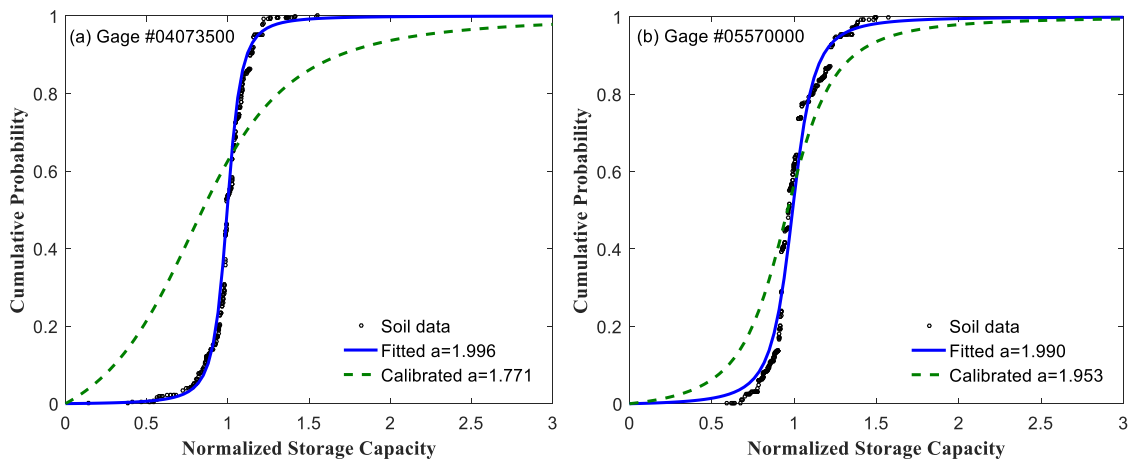 (a) Gage #04073500
Cumulative Probability
1
0.8
0.6
0.4
0.2
0
Soil data
Fitted a=1.996
Calibrated a=1.771
0 0.5 1 1.5 2 2.5 3
Normalized Storage Capacity
(b) Gage #05570000
Cumulative Probability
1
0.8
0.6
0.4
0.2
0
Soil data
Fitted a=1.990
Calibrated a=1.953
0 0.5 1 1.5 2 2.5 3
Normalized Storage Capacity